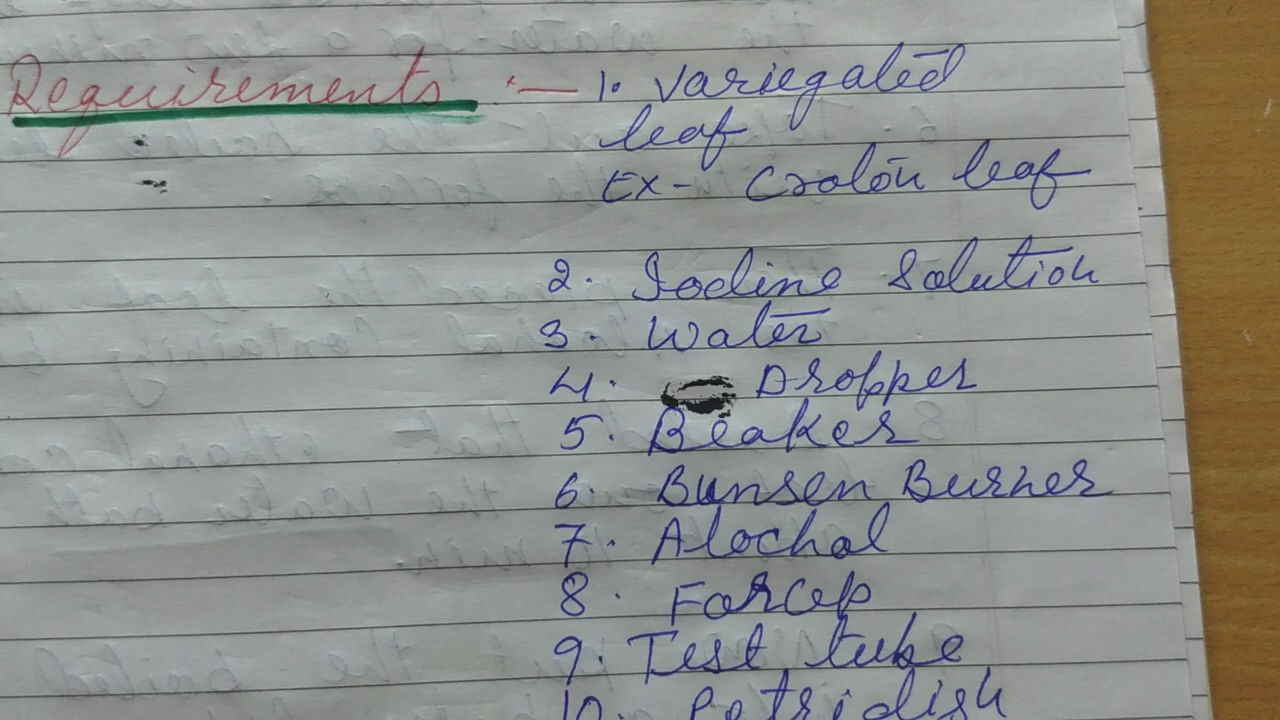 Requirements :— 1. Variegated
leaf
Ex- Croton leaf
2. Iodine Solution
3. Water
4. Dropper
5. Beaker
6. Bunsen Burner
7. Alochol
8. Forcep
9. Test tube
10. Petridish